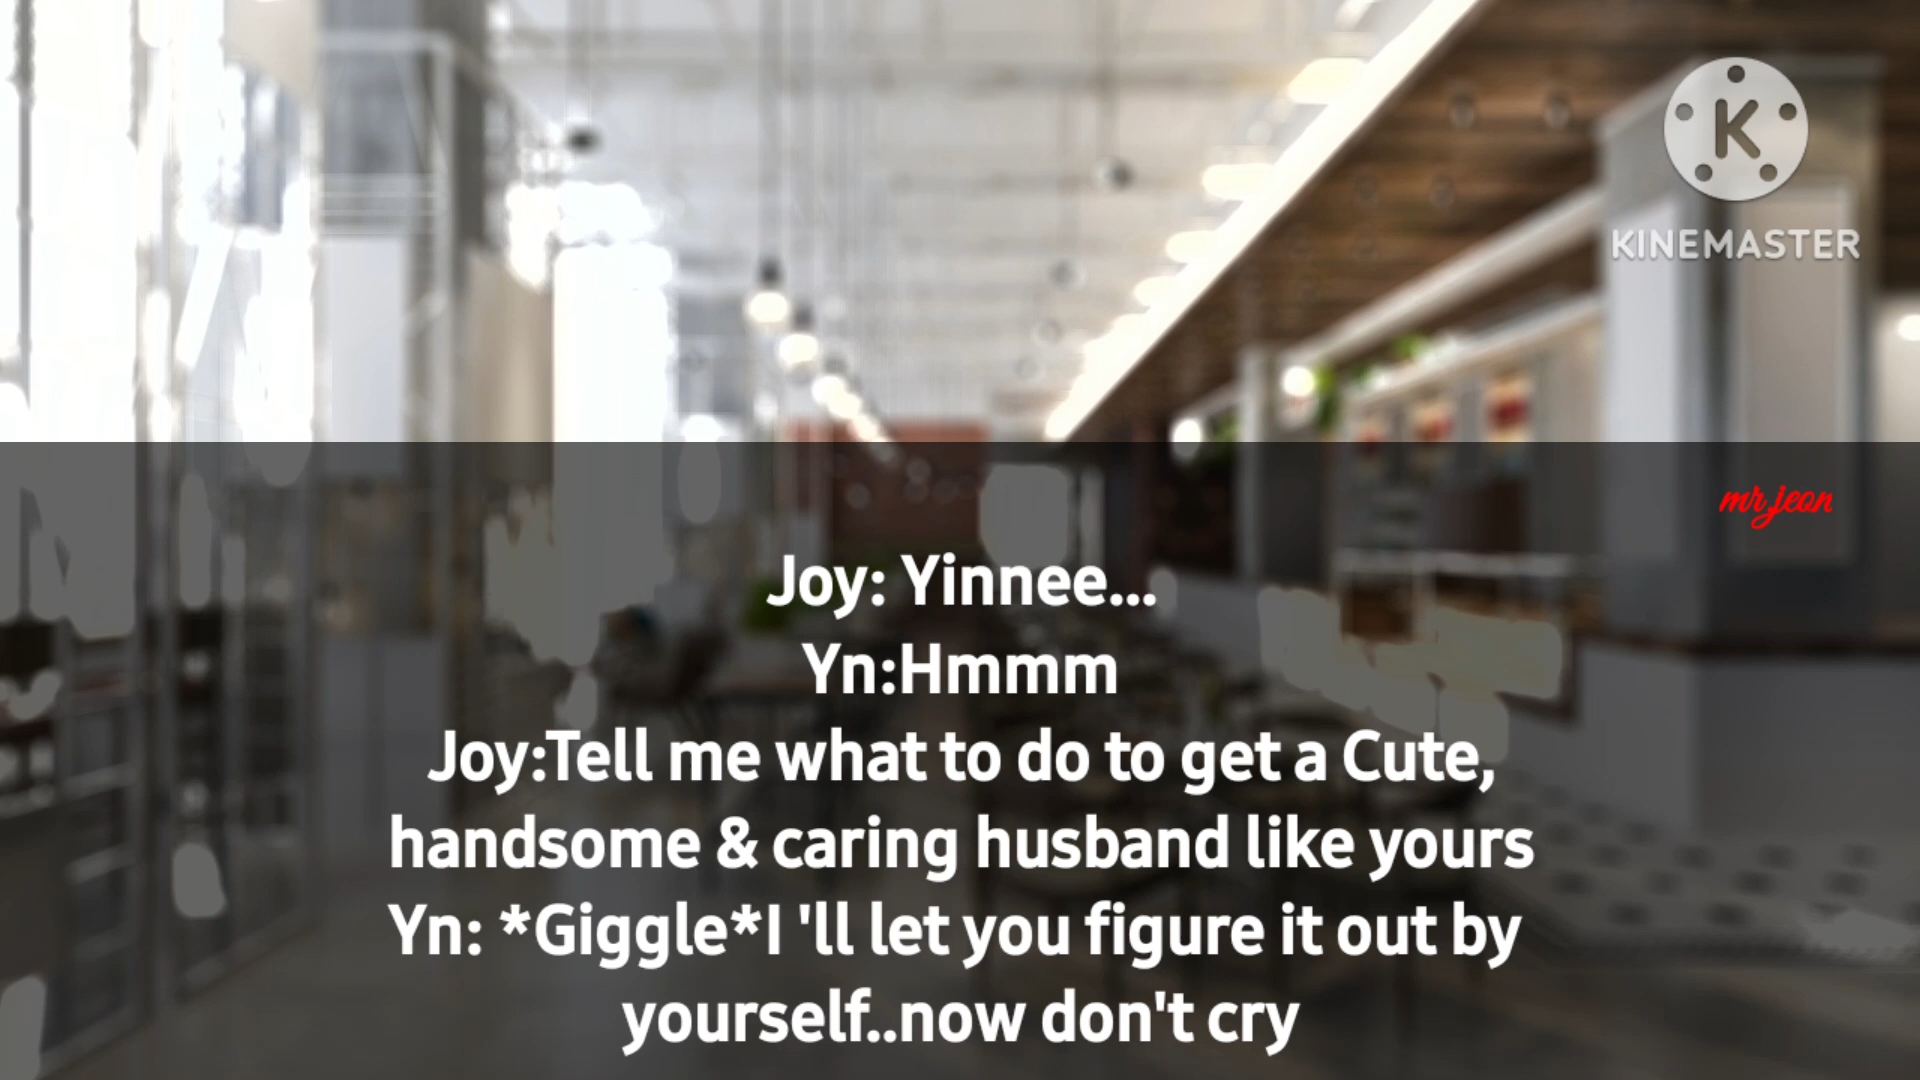 K
KINEMASTER
mr.jeon
Joy: Yinnee...
Yn:Hmmm
Joy:Tell me what to do to get a Cute,
handsome & caring husband like yours
Yn: *Giggle*I 'll let you figure it out by
yourself..now don't cry